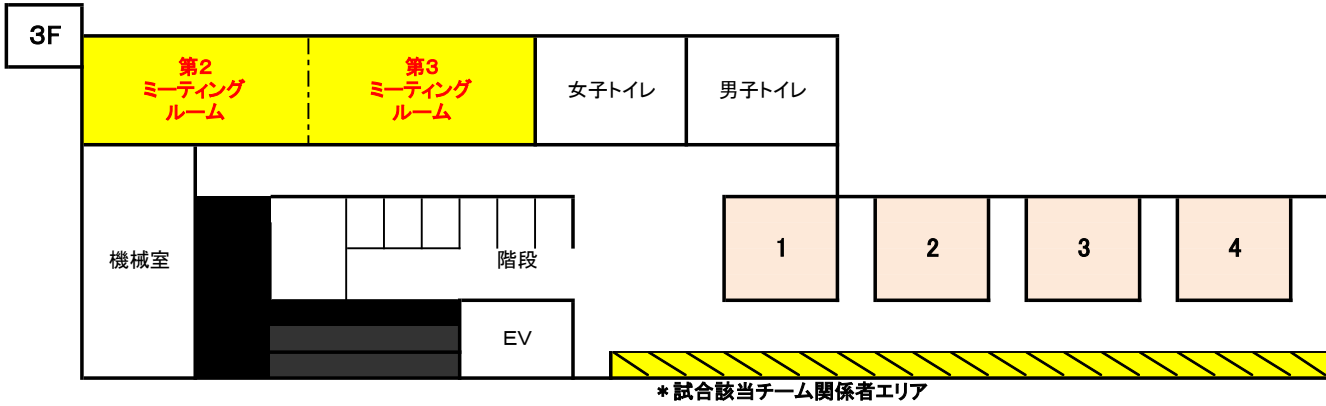 3F
第2
ミーティング
ルーム
第3
ミーティング
ルーム
女子トイレ
男子トイレ
機械室
階段
EV
1
2
3
4
＊試合該当チーム関係者エリア